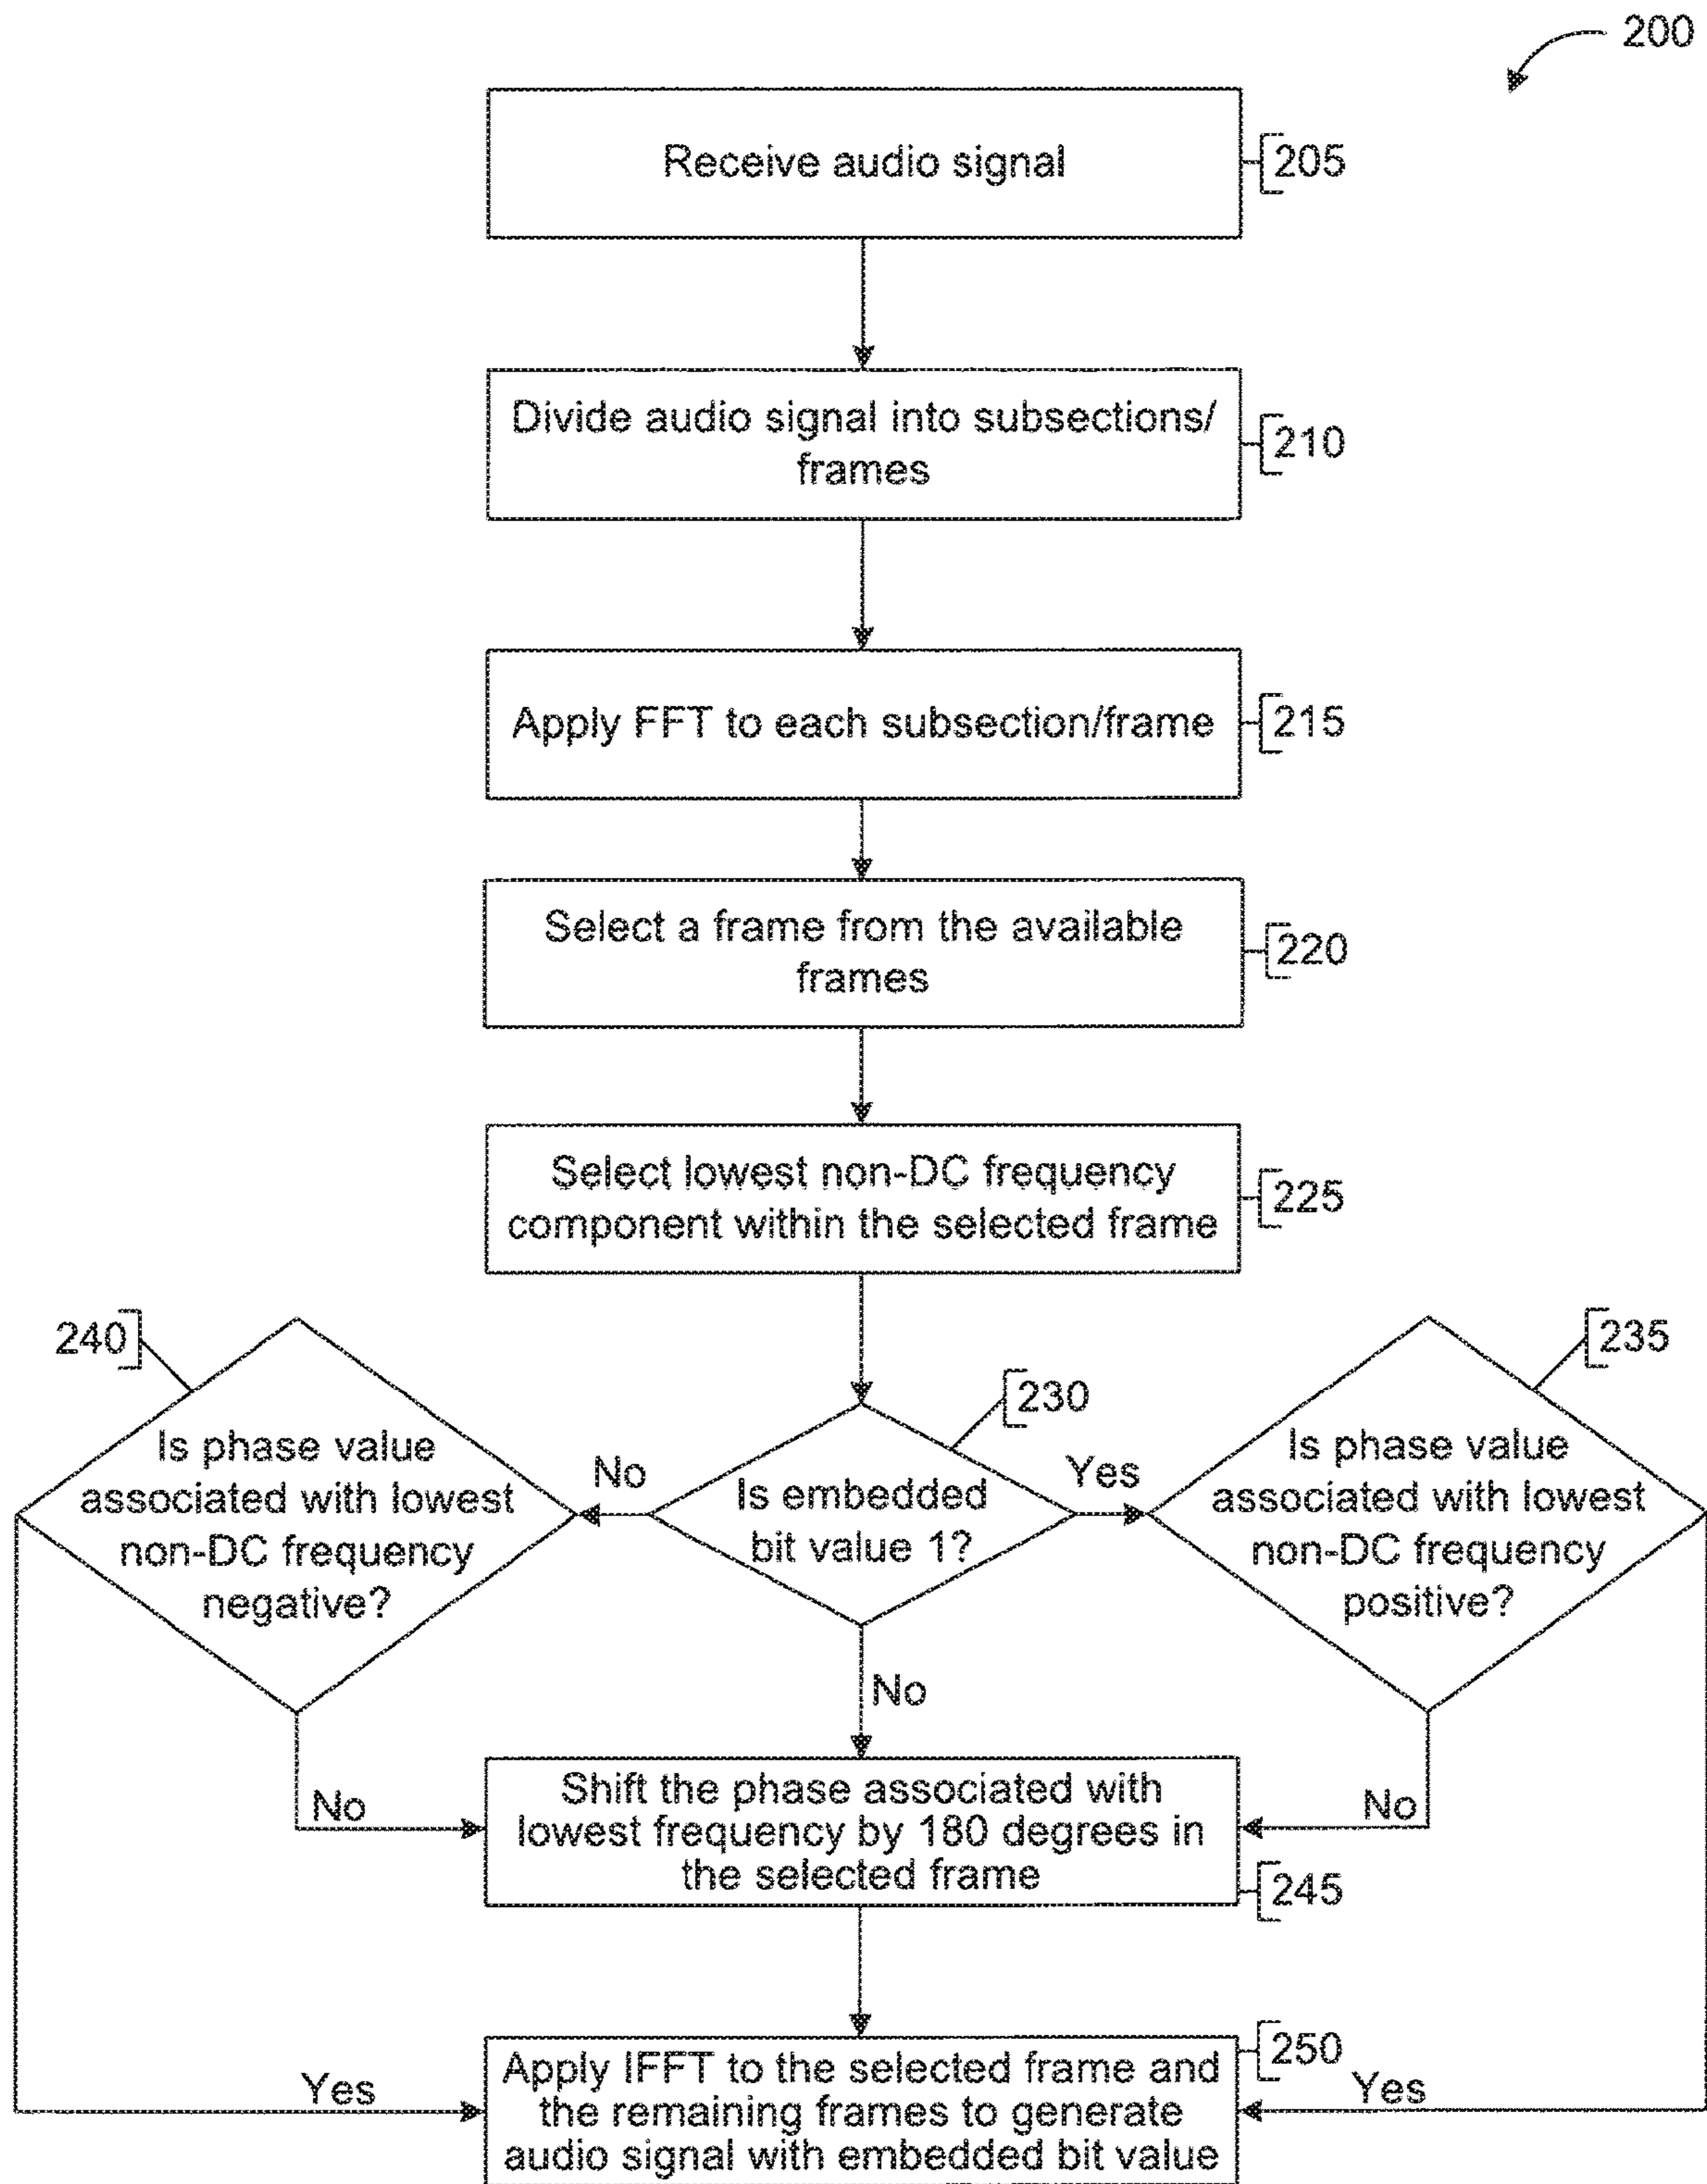 200
Receive audio signal
205
Divide audio signal into subsections/
frames
210
Apply FFT to each subsection/frame
215
Select a frame from the available
frames
220
Select lowest non-DC frequency
component within the selected frame
225
240
Is phase value
associated with lowest
non-DC frequency
negative?
No
230
Is embedded
bit value 1?
Yes
235
Is phase value
associated with lowest
non-DC frequency
positive?
No
No
Shift the phase associated with
lowest frequency by 180 degrees in
the selected frame
245
No
Yes
Apply IFFT to the selected frame and
the remaining frames to generate
audio signal with embedded bit value
250
Yes